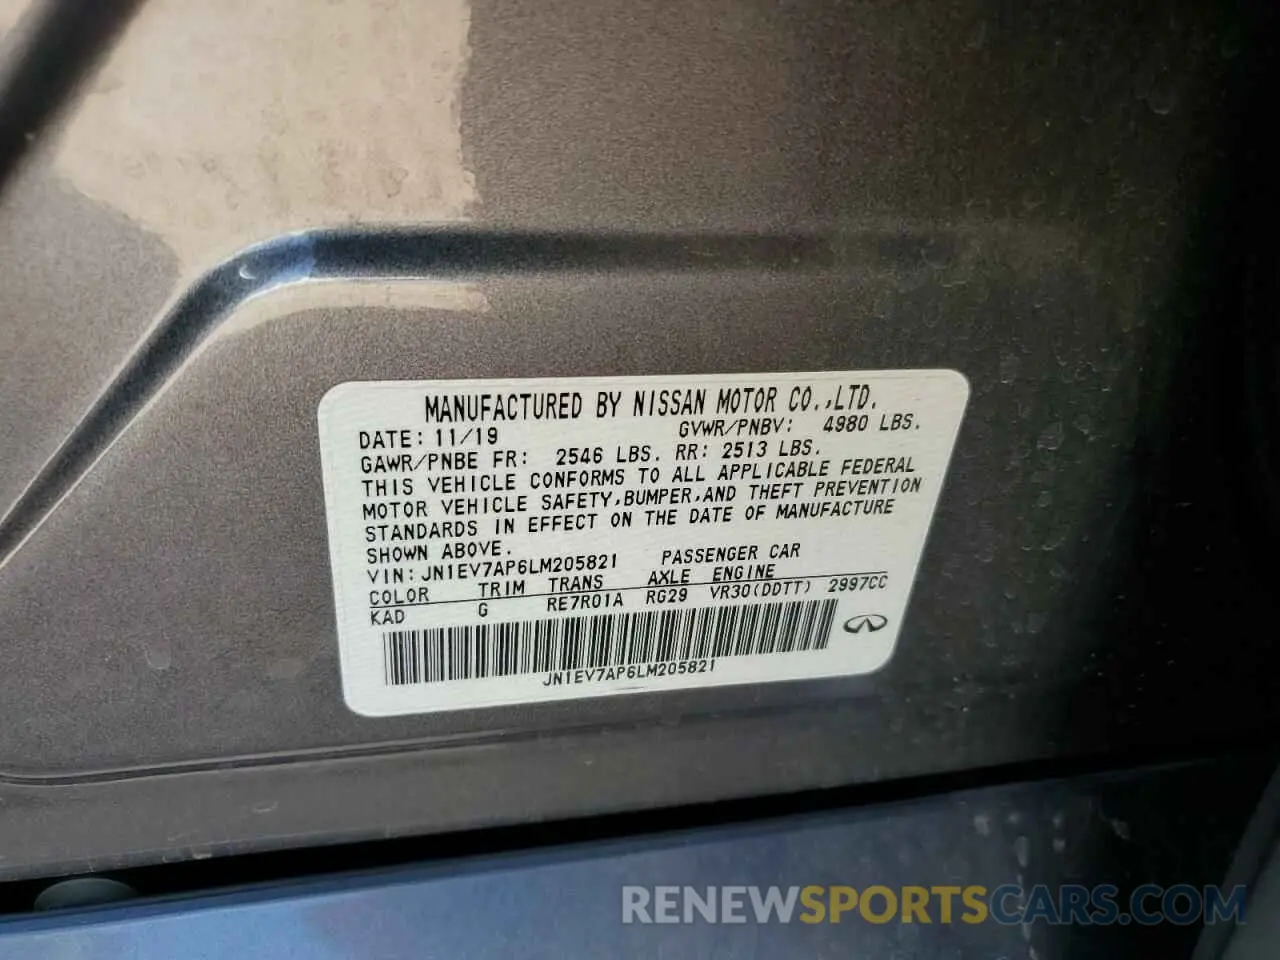 MANUFACTURED BY NISSAN MOTOR CO.,LTD.
DATE: 11/19 GVWR/PNBV: 4980 LBS.
GAWR/PNBE FR: 2546 LBS. RR: 2513 LBS.
THIS VEHICLE CONFORMS TO ALL APPLICABLE FEDERAL
MOTOR VEHICLE SAFETY,BUMPER,AND THEFT PREVENTION
STANDARDS IN EFFECT ON THE DATE OF MANUFACTURE
SHOWN ABOVE.
VIN:JN1EV7AP6LM205821 PASSENGER CAR
COLOR TRIM TRANS AXLE ENGINE
KAD G RE7R01A RG29 VR30(DDTT) 2997CC
JN1EV7AP6LM205821
RENEWSPORTSCARS.COM